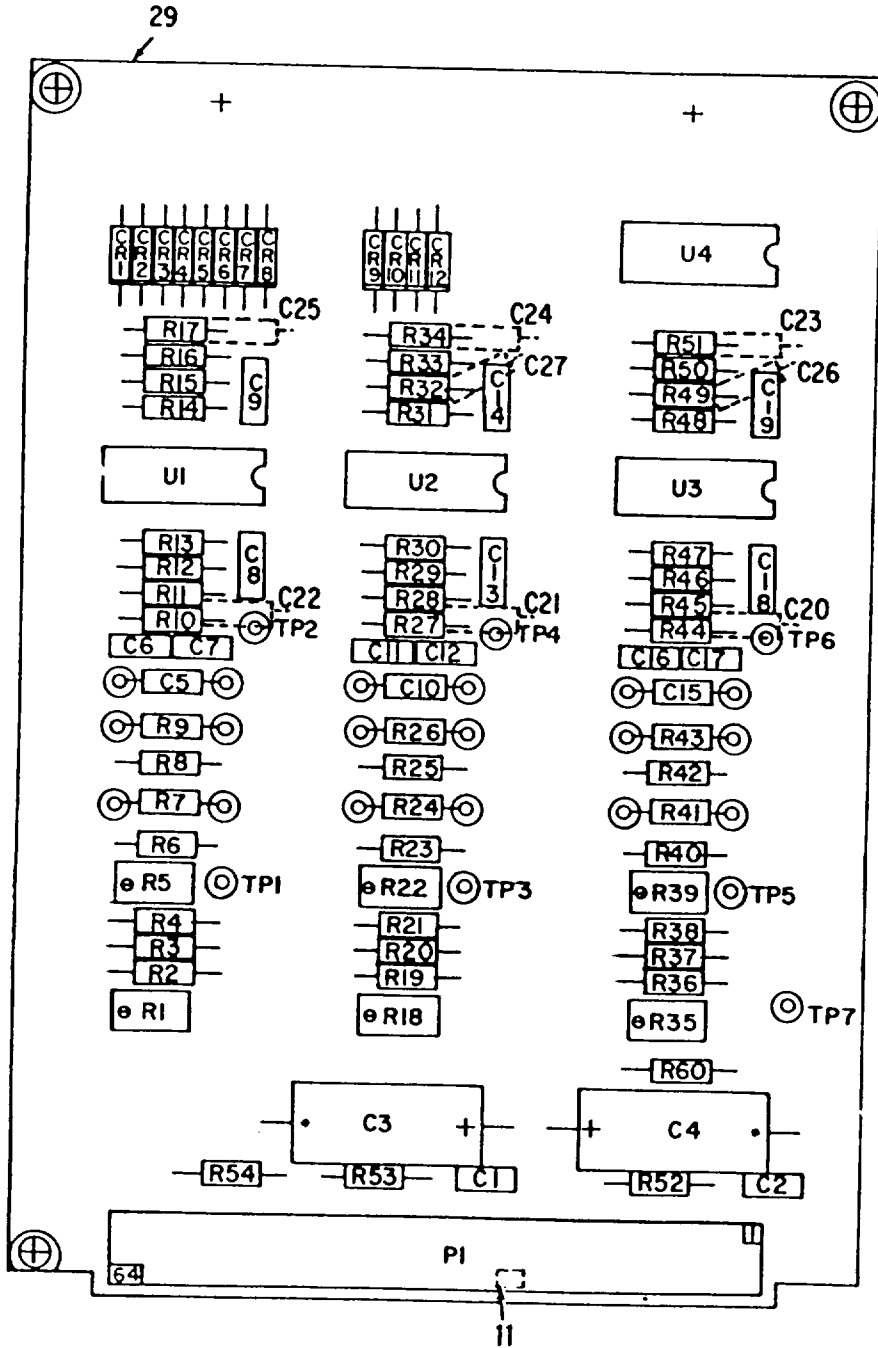 29
CR1 CR2 CR3 CR4 CR5 CR6 CR7 CR8 CR9 CR10 CR11 CR12 U4
C25 C24 C23
R17 R34 R51
R16 R33 R50
C27 C26
R15 C9 R32 C14 R49 C19
R14 R31 R48
U1 U2 U3
R13 R30 R47
R12 C8 R29 C13 R46 C18
R11 R28 R45
C22 C21 C20
R10 TP2 R27 TP4 R44 TP6
C6 C7 C11 C12 C16 C17
C5 C10 C15
R9 R26 R43
R8 R25 R42
R7 R24 R41
R6 R23 R40
R5 TP1 R22 TP3 R39 TP5
R4 R21 R38
R3 R20 R37
R2 R19 R36
R1 R18 R35 TP7
R60
C3 + + C4
R54 R53 C1 R52 C2
P1
1
64
11